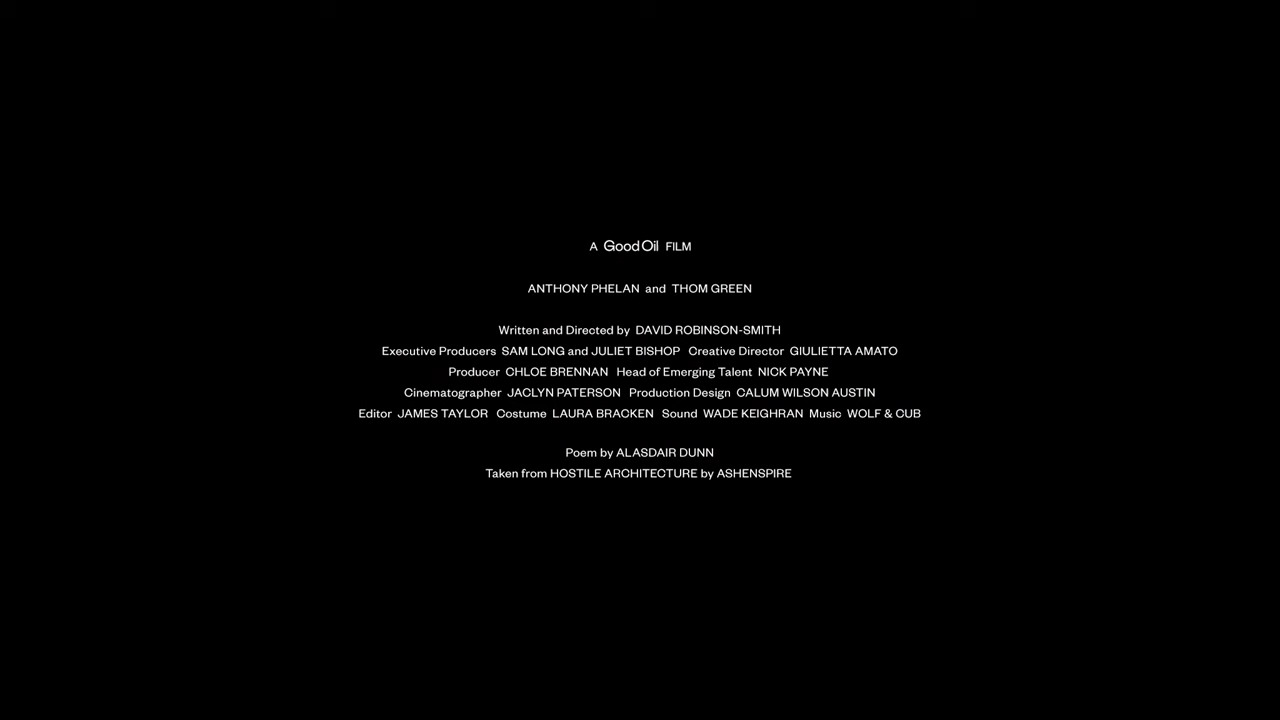 A GoodOil FILM
ANTHONY PHELAN and THOM GREEN
Written and Directed by DAVID ROBINSON-SMITH
Executive Producers SAM LONG and JULIET BISHOP Creative Director GIULIETTA AMATO
Producer CHLOE BRENNAN Head of Emerging Talent NICK PAYNE
Cinematographer JACLYN PATERSON Production Design CALUM WILSON AUSTIN
Editor JAMES TAYLOR Costume LAURA BRACKEN Sound WADE KEIGHRAN Music WOLF & CUB
Poem by ALASDAIR DUNN
Taken from HOSTILE ARCHITECTURE by ASHENSPIRE